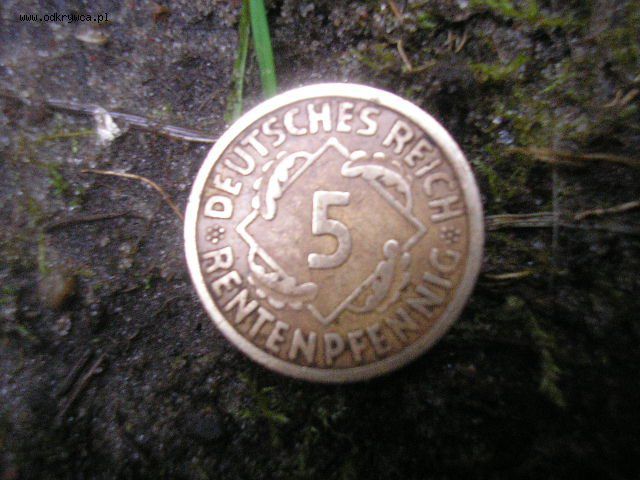 www.odkrywca.pl
DEUTSCHES REICH
5
RENTENPFENNIG